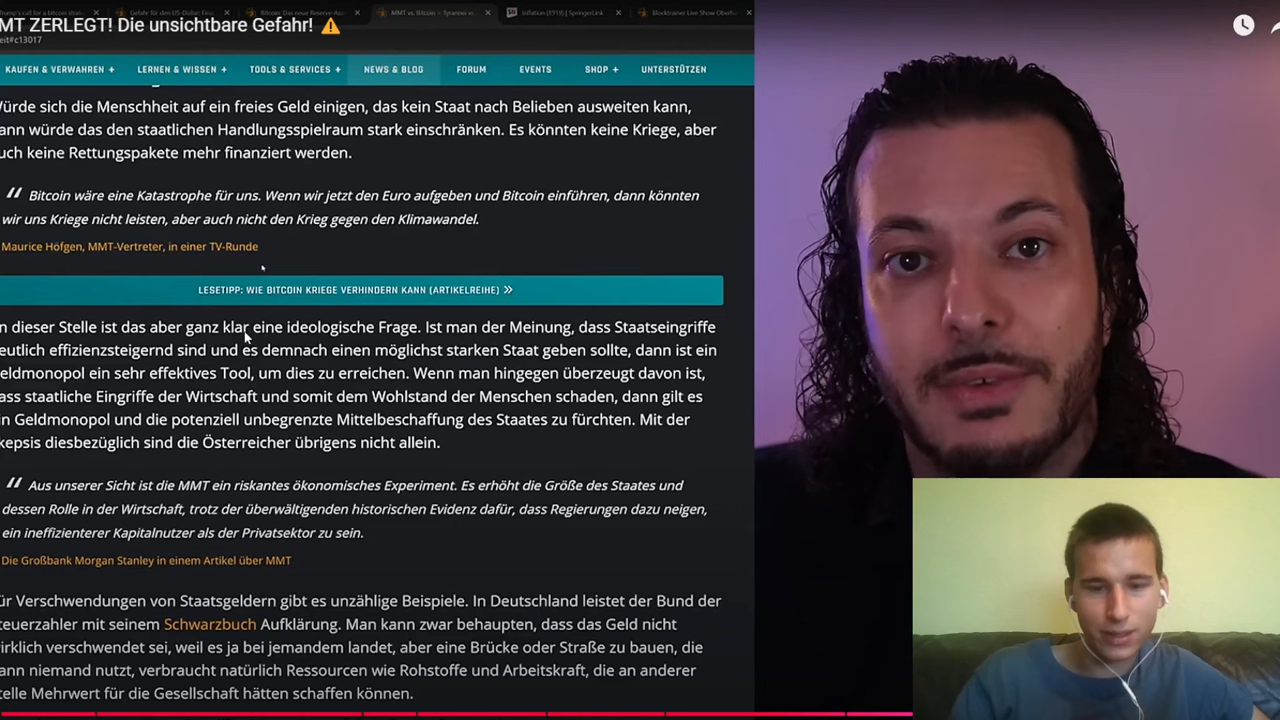 MMT vs. Bitcoin = Tyrannei v
Inflation (1913) | SpringerLink
Blocktrainer Live Show Oberh
MT ZERLEGT! Die unsichtbare Gefahr! ⚠️
eit#c13017
KAUFEN & VERWAHREN + LERNEN & WISSEN + TOOLS & SERVICES + NEWS & BLOG FORUM EVENTS SHOP + UNTERSTÜTZEN
ürde sich die Menschheit auf ein freies Geld einigen, das kein Staat nach Belieben ausweiten kann,
ann würde das den staatlichen Handlungsspielraum stark einschränken. Es könnten keine Kriege, aber
uch keine Rettungspakete mehr finanziert werden.
“ Bitcoin wäre eine Katastrophe für uns. Wenn wir jetzt den Euro aufgeben und Bitcoin einführen, dann könnten
wir uns Kriege nicht leisten, aber auch nicht den Krieg gegen den Klimawandel.
Maurice Höfgen, MMT-Vertreter, in einer TV-Runde
LESETIPP: WIE BITCOIN KRIEGE VERHINDERN KANN (ARTIKELREIHE) »
n dieser Stelle ist das aber ganz klar eine ideologische Frage. Ist man der Meinung, dass Staatseingriffe
eutlich effizienzsteigernd sind und es demnach einen möglichst starken Staat geben sollte, dann ist ein
eldmonopol ein sehr effektives Tool, um dies zu erreichen. Wenn man hingegen überzeugt davon ist,
ass staatliche Eingriffe der Wirtschaft und somit dem Wohlstand der Menschen schaden, dann gilt es
in Geldmonopol und die potenziell unbegrenzte Mittelbeschaffung des Staates zu fürchten. Mit der
kepsis diesbezüglich sind die Österreicher übrigens nicht allein.
“ Aus unserer Sicht ist die MMT ein riskantes ökonomisches Experiment. Es erhöht die Größe des Staates und
dessen Rolle in der Wirtschaft, trotz der überwältigenden historischen Evidenz dafür, dass Regierungen dazu neigen,
ein ineffizienterer Kapitalnutzer als der Privatsektor zu sein.
Die Großbank Morgan Stanley in einem Artikel über MMT
ür Verschwendungen von Staatsgeldern gibt es unzählige Beispiele. In Deutschland leistet der Bund der
teuerzahler mit seinem Schwarzbuch Aufklärung. Man kann zwar behaupten, dass das Geld nicht
irklich verschwendet sei, weil es ja bei jemandem landet, aber eine Brücke oder Straße zu bauen, die
ann niemand nutzt, verbraucht natürlich Ressourcen wie Rohstoffe und Arbeitskraft, die an anderer
telle Mehrwert für die Gesellschaft hätten schaffen können.